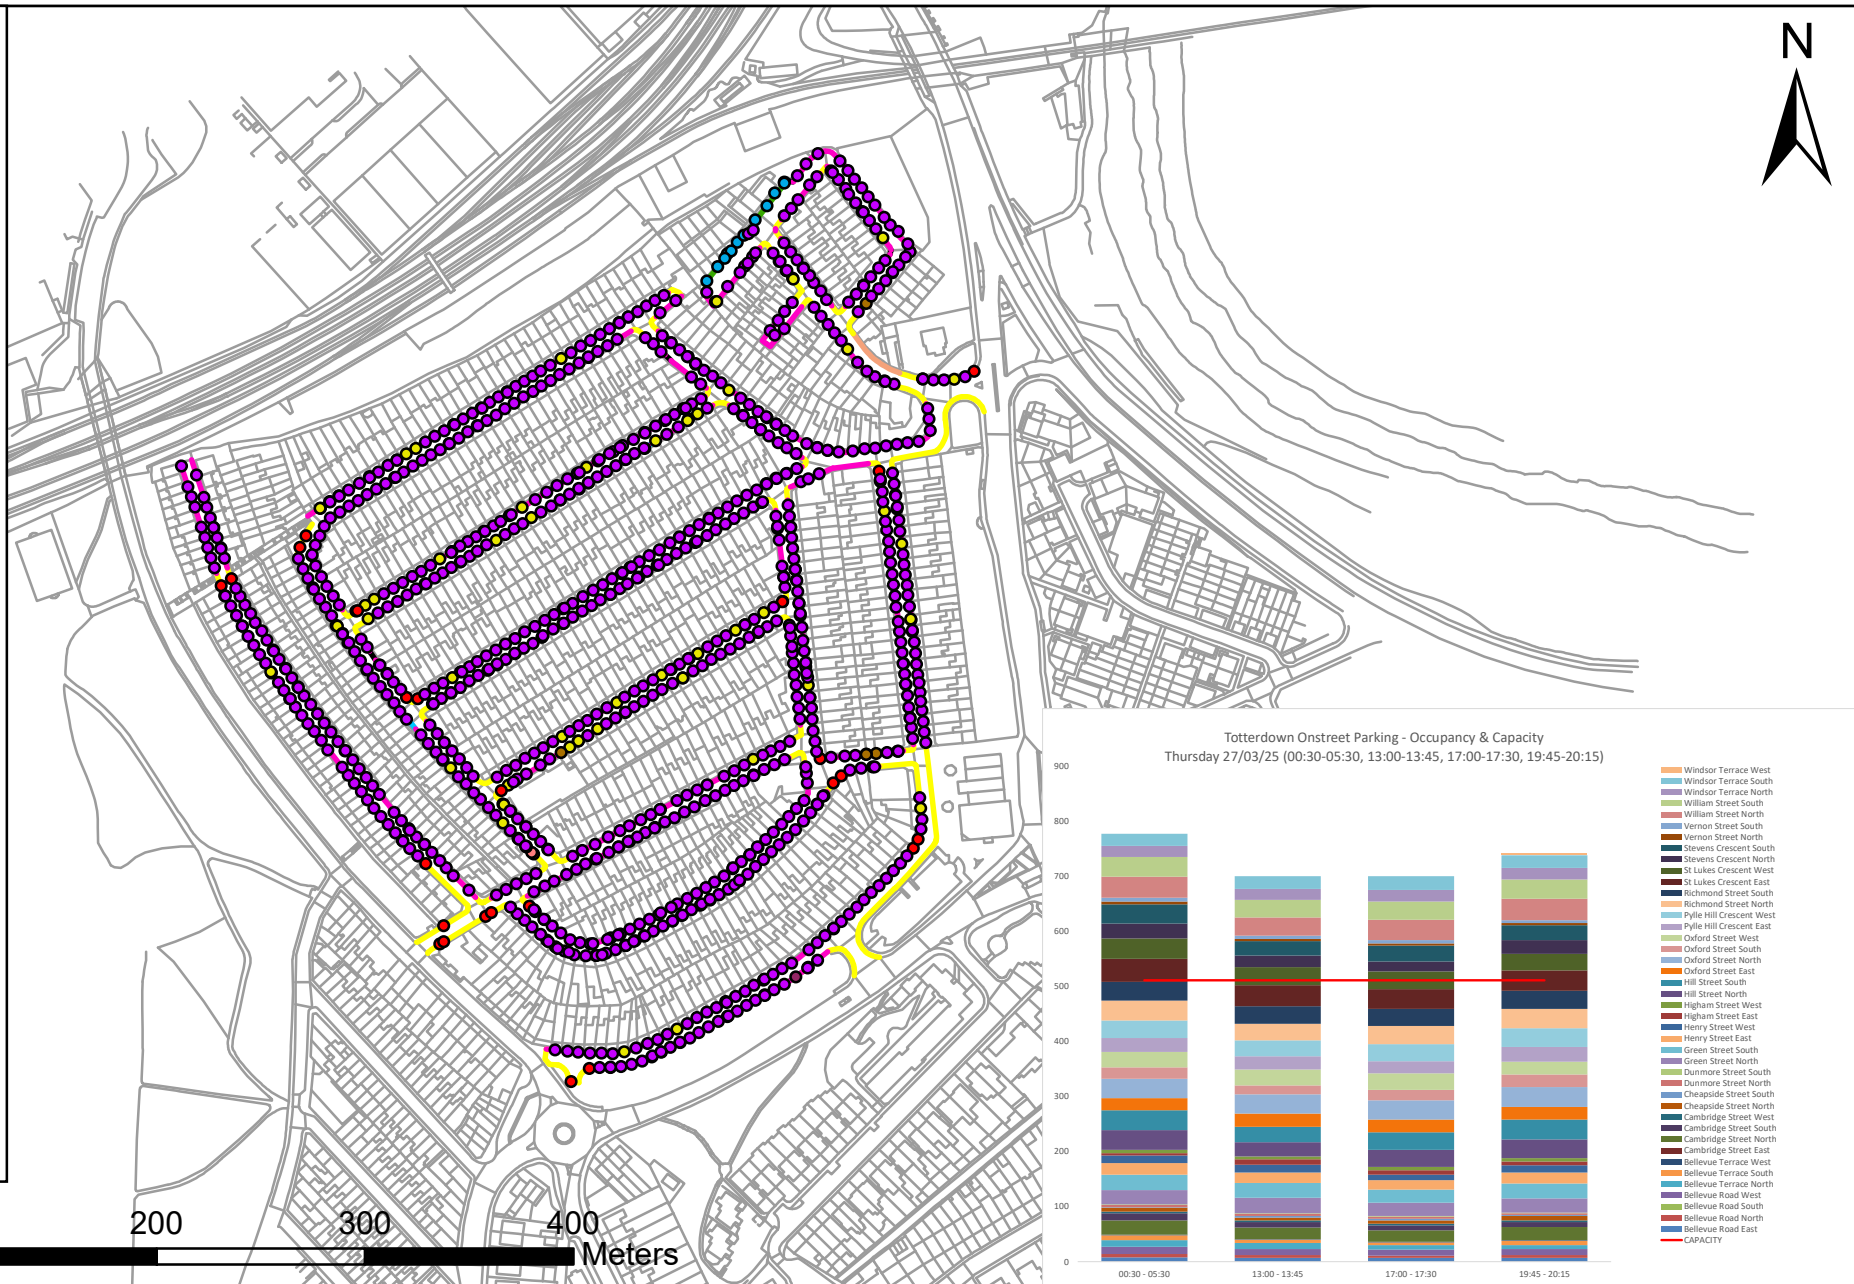 N
200
300
400
Meters
Totterdown Onstreet Parking - Occupancy & Capacity
Thursday 27/03/25 (00:30-05:30, 13:00-13:45, 17:00-17:30, 19:45-20:15)
900
800
700
600
500
400
300
200
100
0
00:30 - 05:30
13:00 - 13:45
17:00 - 17:30
19:45 - 20:15
Windsor Terrace West
Windsor Terrace South
Windsor Terrace North
William Street South
William Street North
Vernon Street South
Vernon Street North
Stevens Crescent South
Stevens Crescent North
St Lukes Crescent West
St Lukes Crescent East
Richmond Street South
Richmond Street North
Pylle Hill Crescent West
Pylle Hill Crescent East
Oxford Street West
Oxford Street South
Oxford Street North
Oxford Street East
Hill Street South
Hill Street North
Higham Street West
Higham Street East
Henry Street West
Henry Street East
Green Street South
Green Street North
Dunmore Street South
Dunmore Street North
Cheapside Street South
Cheapside Street North
Cambridge Street West
Cambridge Street South
Cambridge Street North
Cambridge Street East
Bellevue Terrace West
Bellevue Terrace South
Bellevue Terrace North
Bellevue Road West
Bellevue Road South
Bellevue Road North
Bellevue Road East
CAPACITY